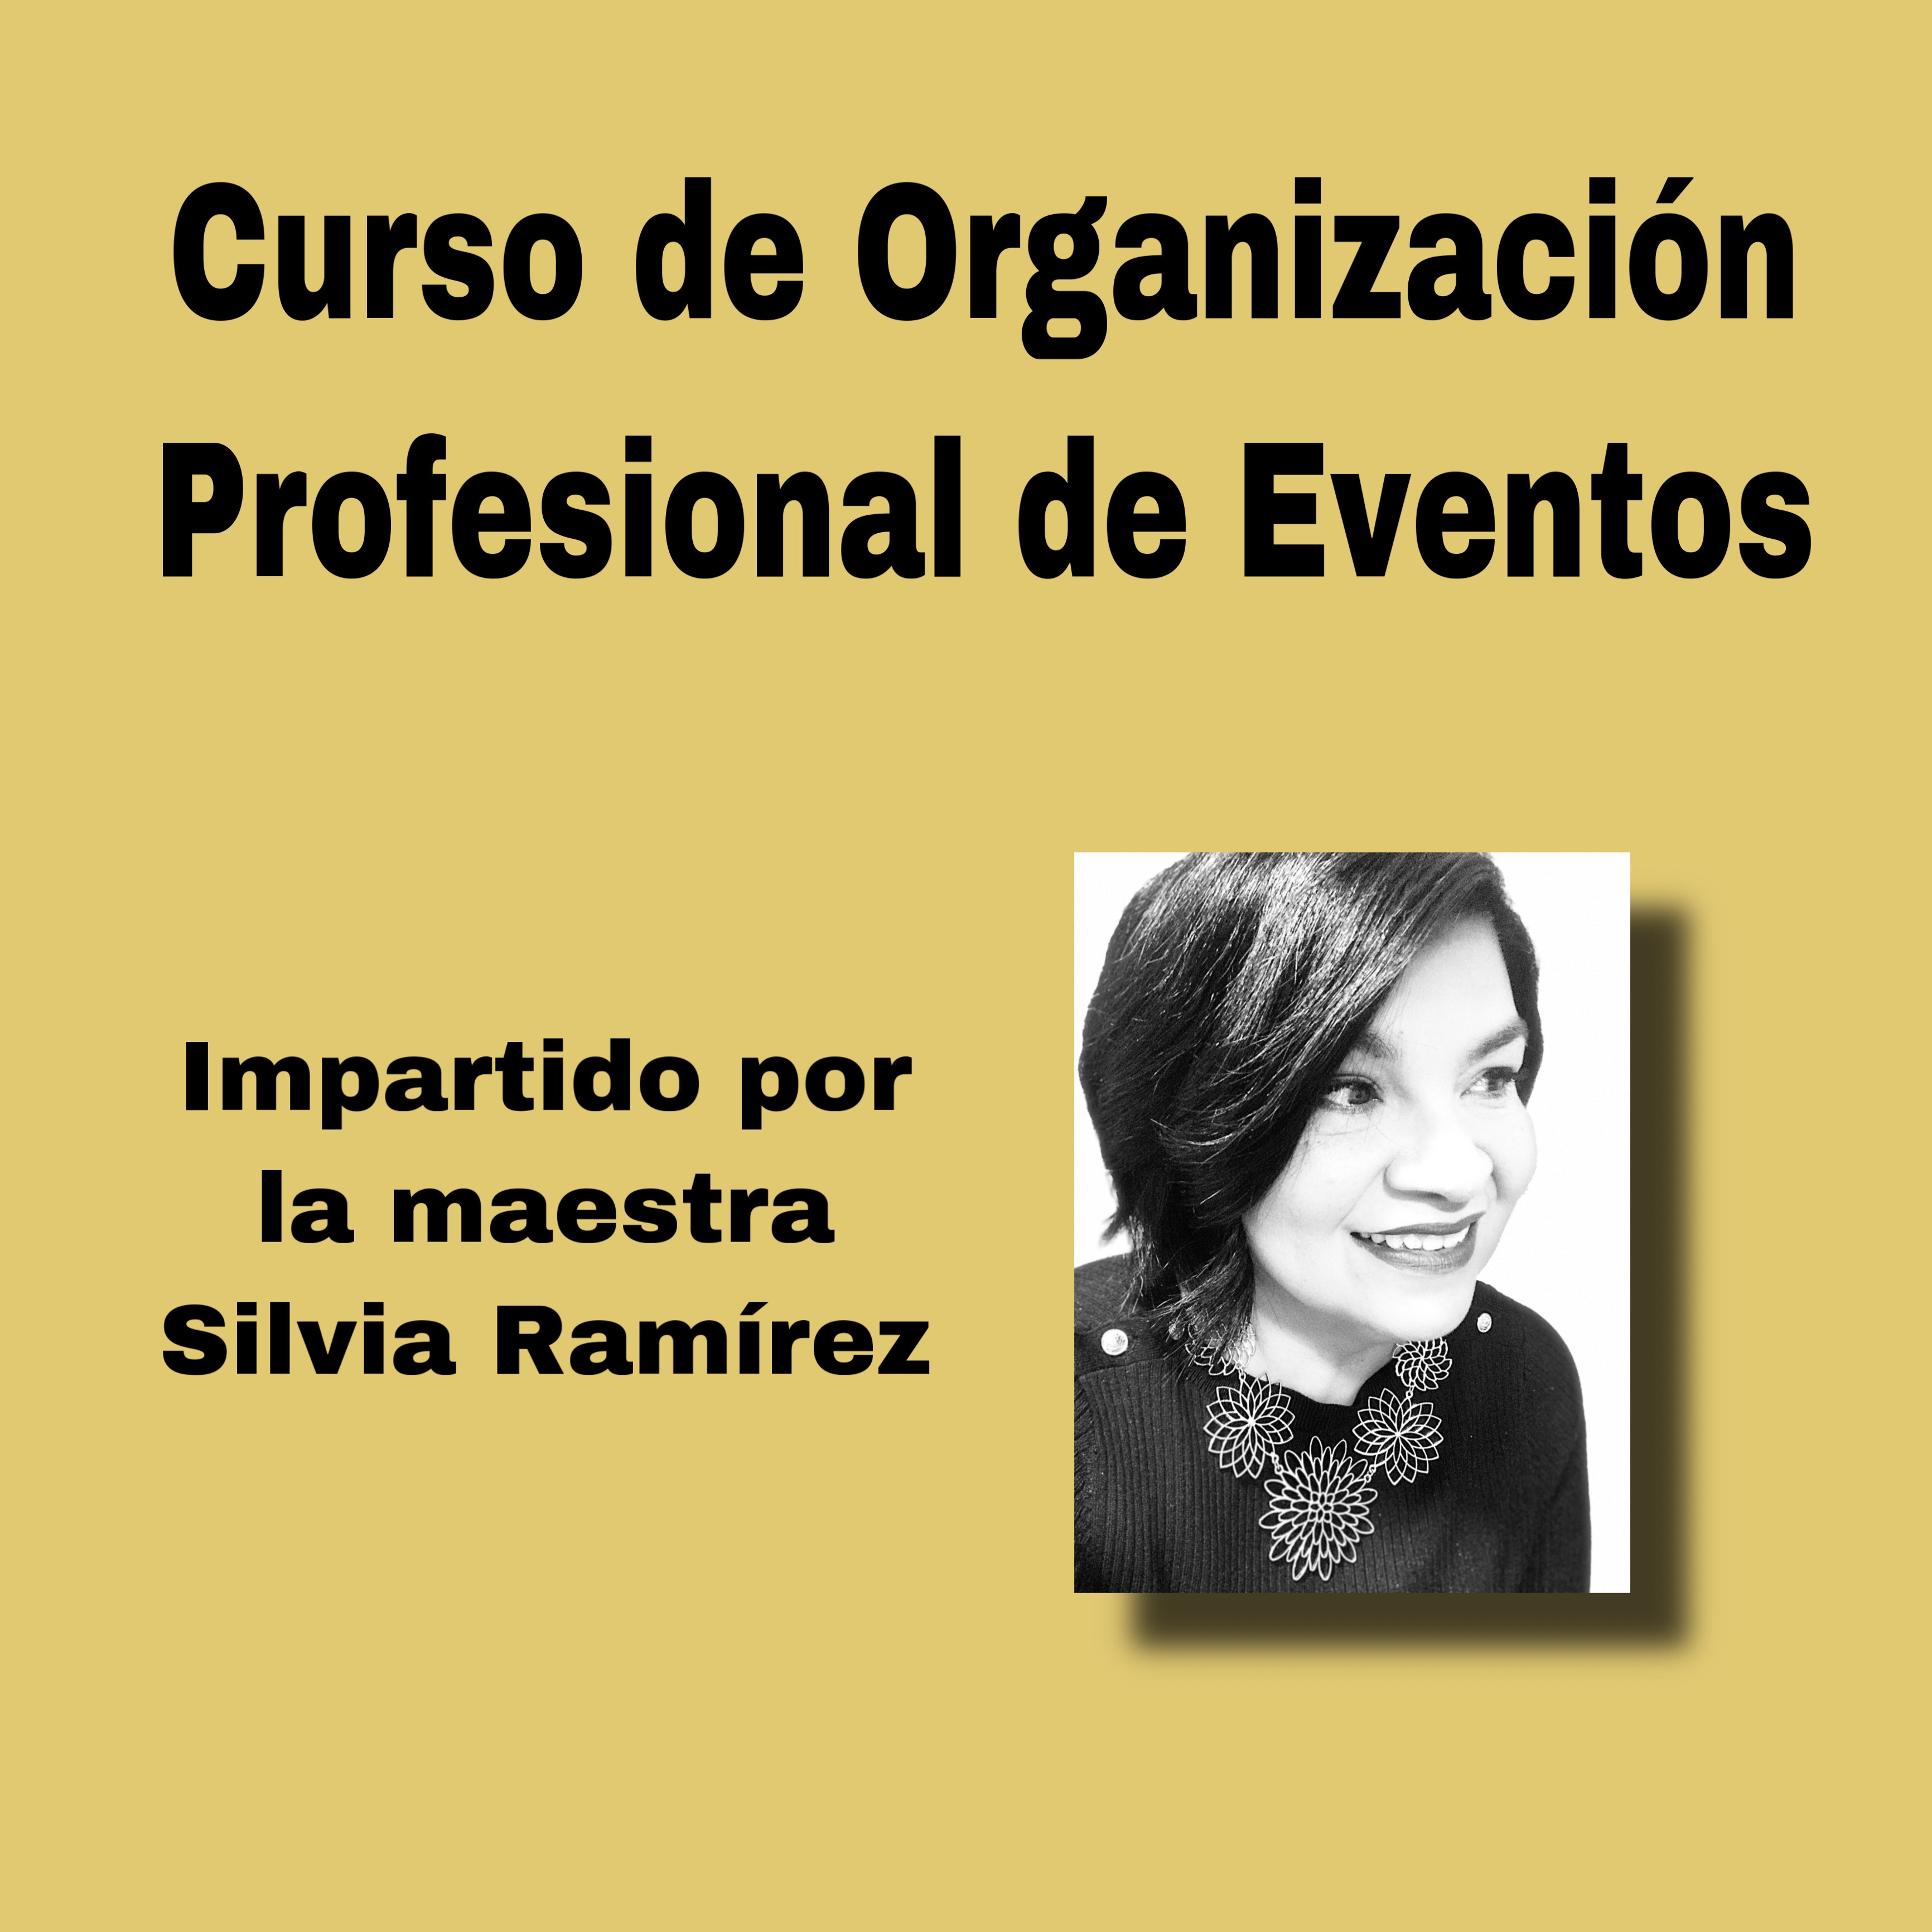 Curso de Organización
Profesional de Eventos
Impartido por
la maestra
Silvia Ramírez